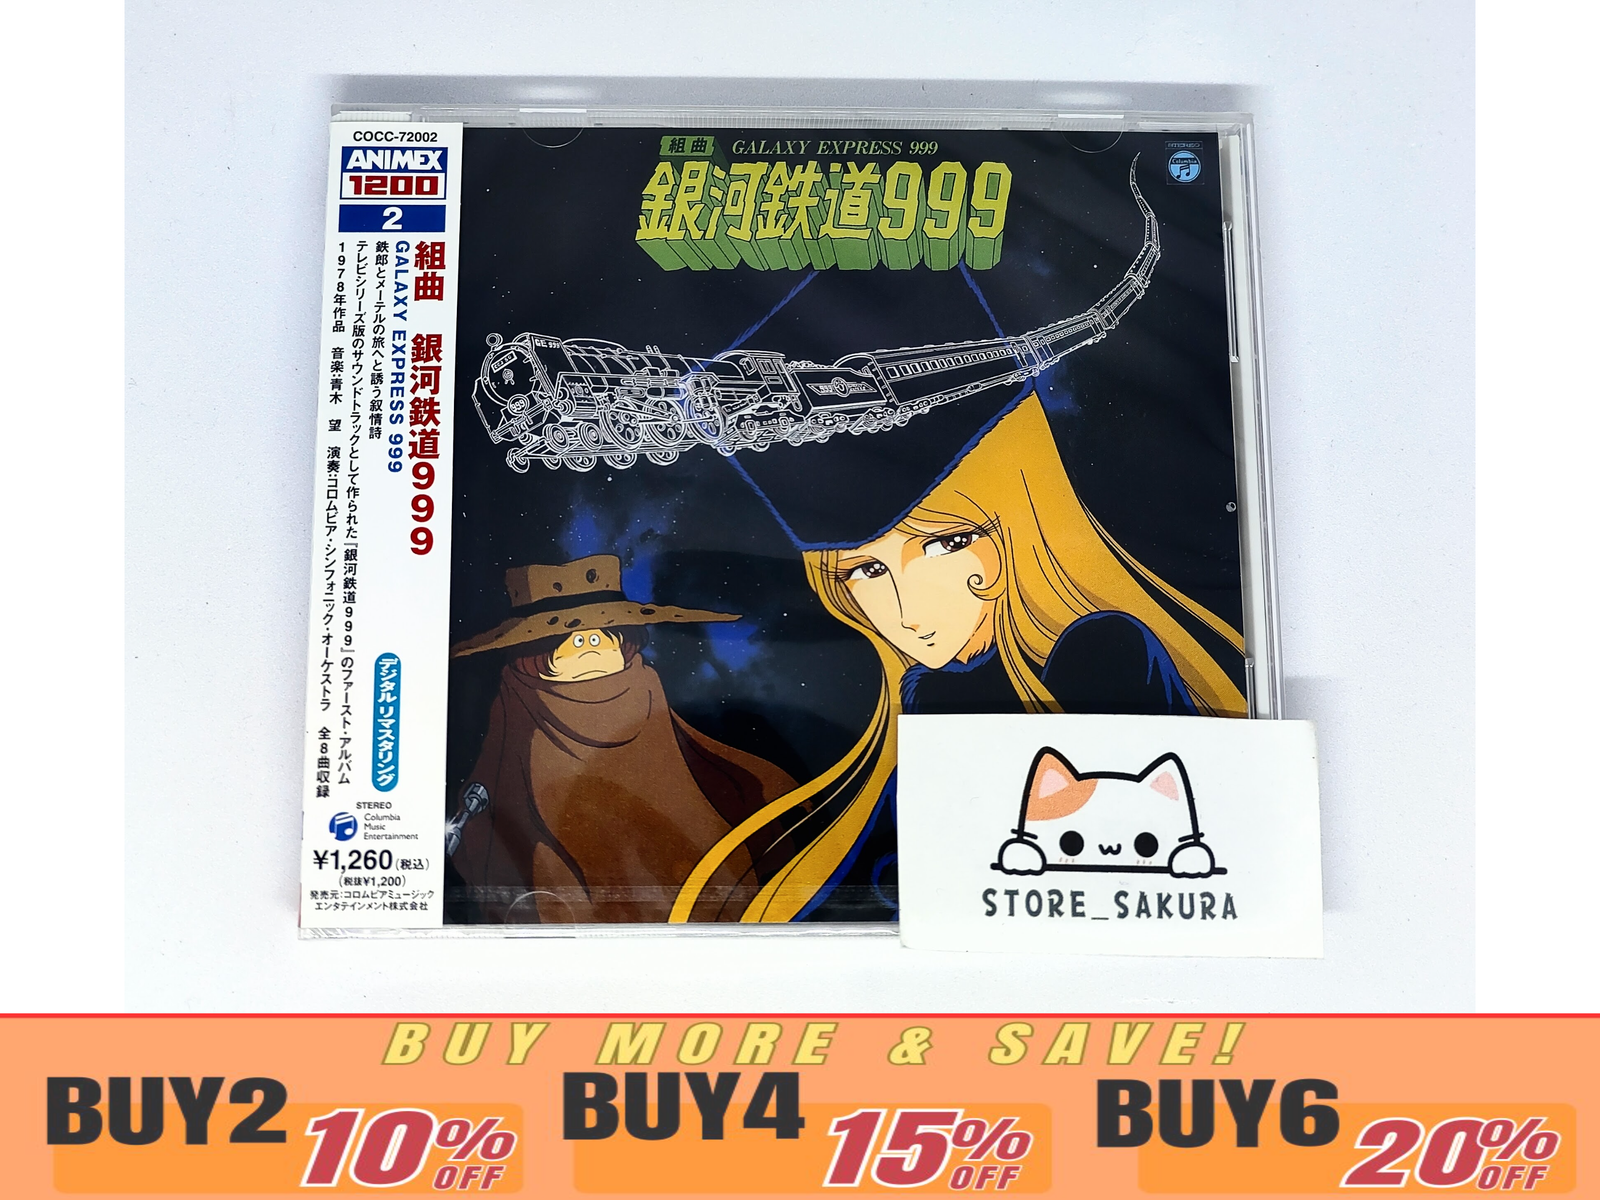 COCC-72002
ANIMEX
1200
2
組曲 銀河鉄道999
GALAXY EXPRESS 999
鉄郎とメーテルの旅へと誘う叙情詩
テレビシリーズ版のサウンドトラックとして作られた『銀河鉄道999』のファースト・アルバム
1978年作品 音楽:青木 望 演奏:コロムビア・シンフォニック・オーケストラ 全8曲収録
デジタルリマスタリング
STEREO
Columbia
Music
Entertainment
¥1,260(税込)
(税抜¥1,200)
発売元:コロムビアミュージック
エンタテインメント株式会社
組曲 GALAXY EXPRESS 999
銀河鉄道999
STEREO
Columbia
GE 999
999
STORE_SAKURA
BUY MORE & SAVE!
BUY2
10% OFF
BUY4
15% OFF
BUY6
20% OFF